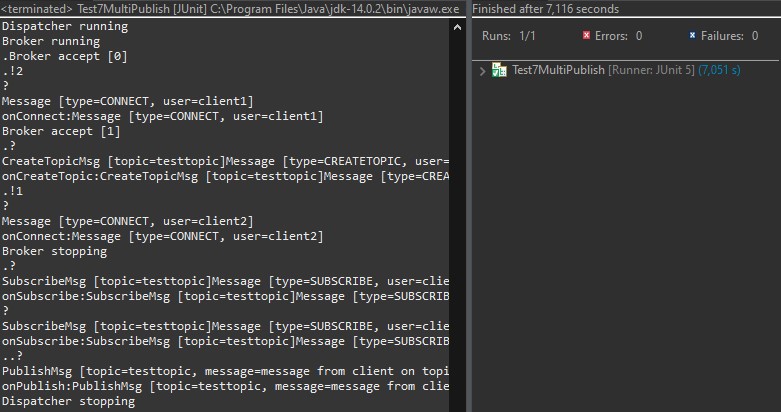 <terminated> Test7MultiPublish [JUnit] C:\Program Files\Java\jdk-14.0.2\bin\javaw.exe
Dispatcher running
Broker running
.Broker accept [0]
.!2
?
Message [type=CONNECT, user=client1]
onConnect:Message [type=CONNECT, user=client1]
Broker accept [1]
.?
CreateTopicMsg [topic=testtopic]Message [type=CREATETOPIC, user=
onCreateTopic:CreateTopicMsg [topic=testtopic]Message [type=CREA
.!1
?
Message [type=CONNECT, user=client2]
onConnect:Message [type=CONNECT, user=client2]
Broker stopping
.?
SubscribeMsg [topic=testtopic]Message [type=SUBSCRIBE, user=clie
onSubscribe:SubscribeMsg [topic=testtopic]Message [type=SUBSCRIB
?
SubscribeMsg [topic=testtopic]Message [type=SUBSCRIBE, user=clie
onSubscribe:SubscribeMsg [topic=testtopic]Message [type=SUBSCRIB
..?
PublishMsg [topic=testtopic, message=message from client on topi
onPublish:PublishMsg [topic=testtopic, message=message from clie
Dispatcher stopping
Finished after 7,116 seconds
Runs: 1/1 Errors: 0 Failures: 0
Test7MultiPublish [Runner: JUnit 5] (7,051 s)